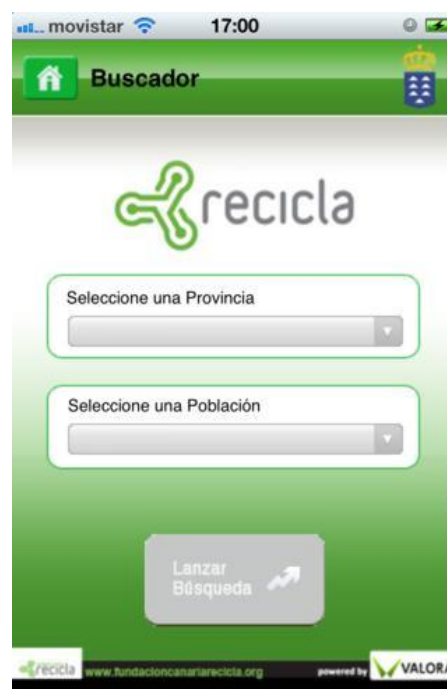 movistar 17:00
Buscador
recicla
Seleccione una Provincia
Seleccione una Población
Lanzar
Búsqueda
recicla www.fundacioncanariarecicla.org powered by VALORA